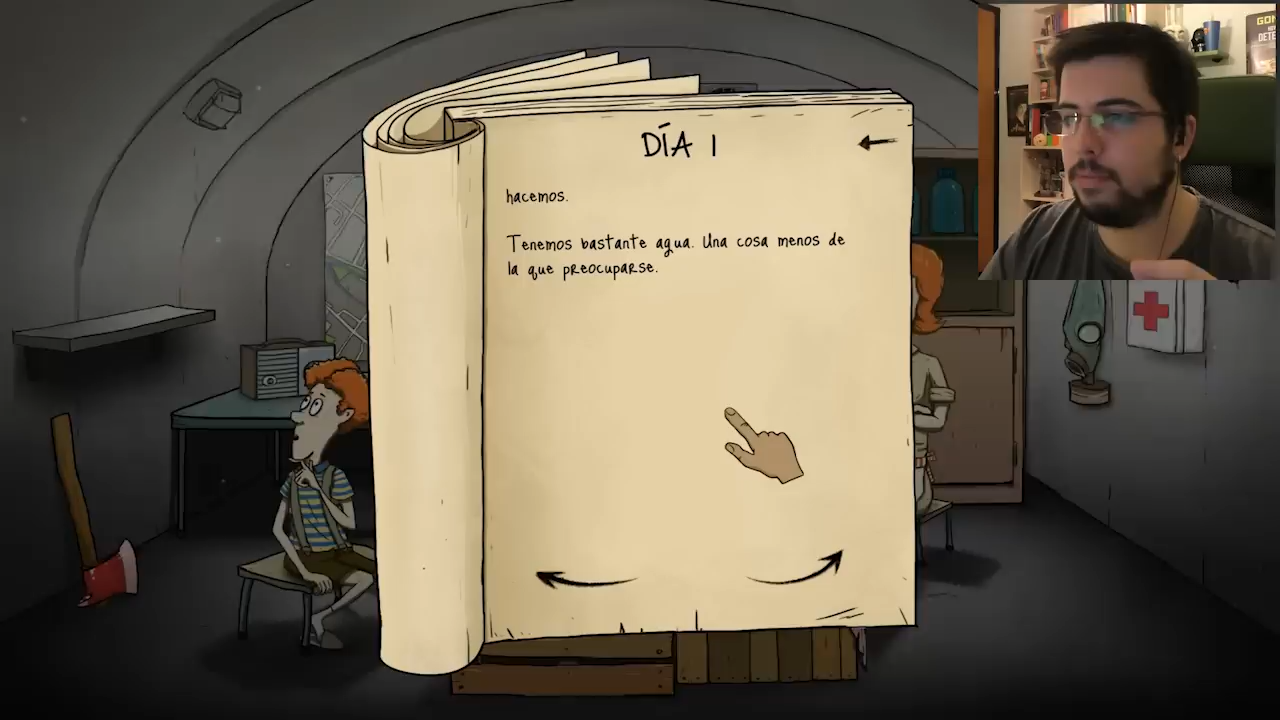 DÍA 1
hacemos.
Tenemos bastante agua. Una cosa menos de
la que preocuparse.